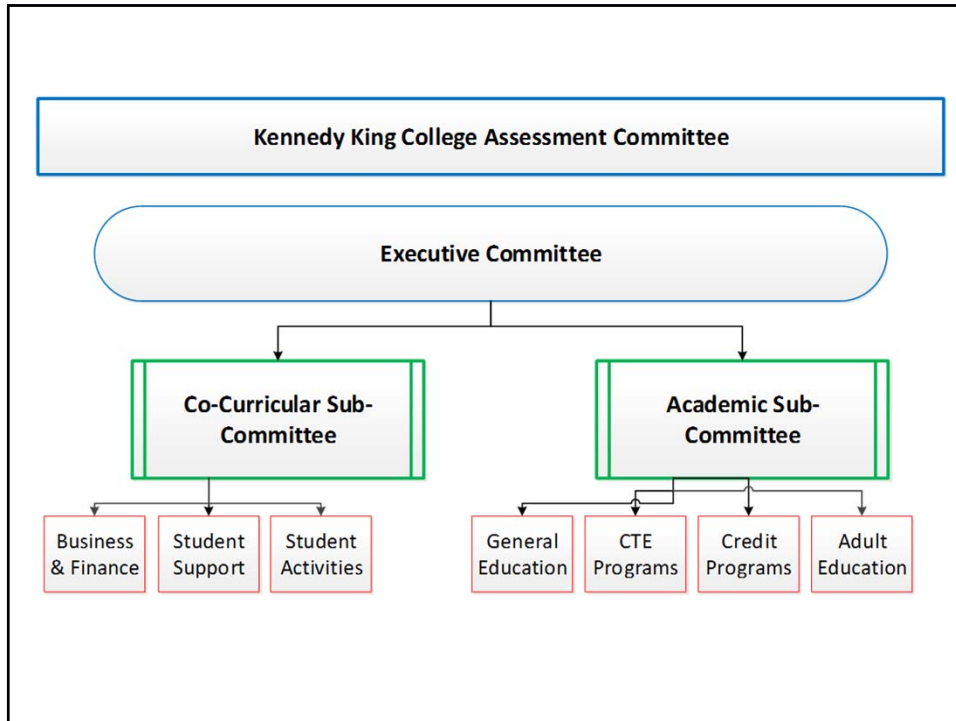 Kennedy King College Assessment Committee
Executive Committee
Co-Curricular Sub-
Committee
Academic Sub-
Committee
Business
& Finance
Student
Support
Student
Activities
General
Education
CTE
Programs
Credit
Programs
Adult
Education